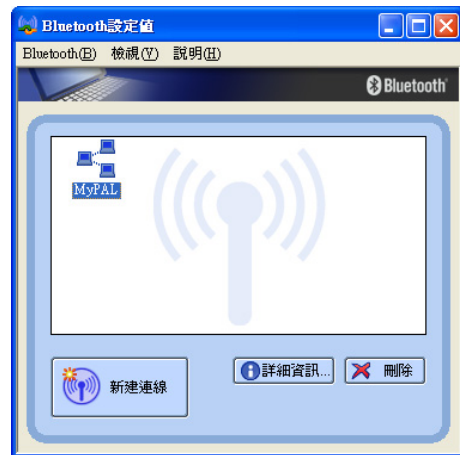 Bluetooth設定值
Bluetooth(B) 檢視(V) 說明(H)
Bluetooth
MyPAL
新建連線
詳細資訊...
刪除